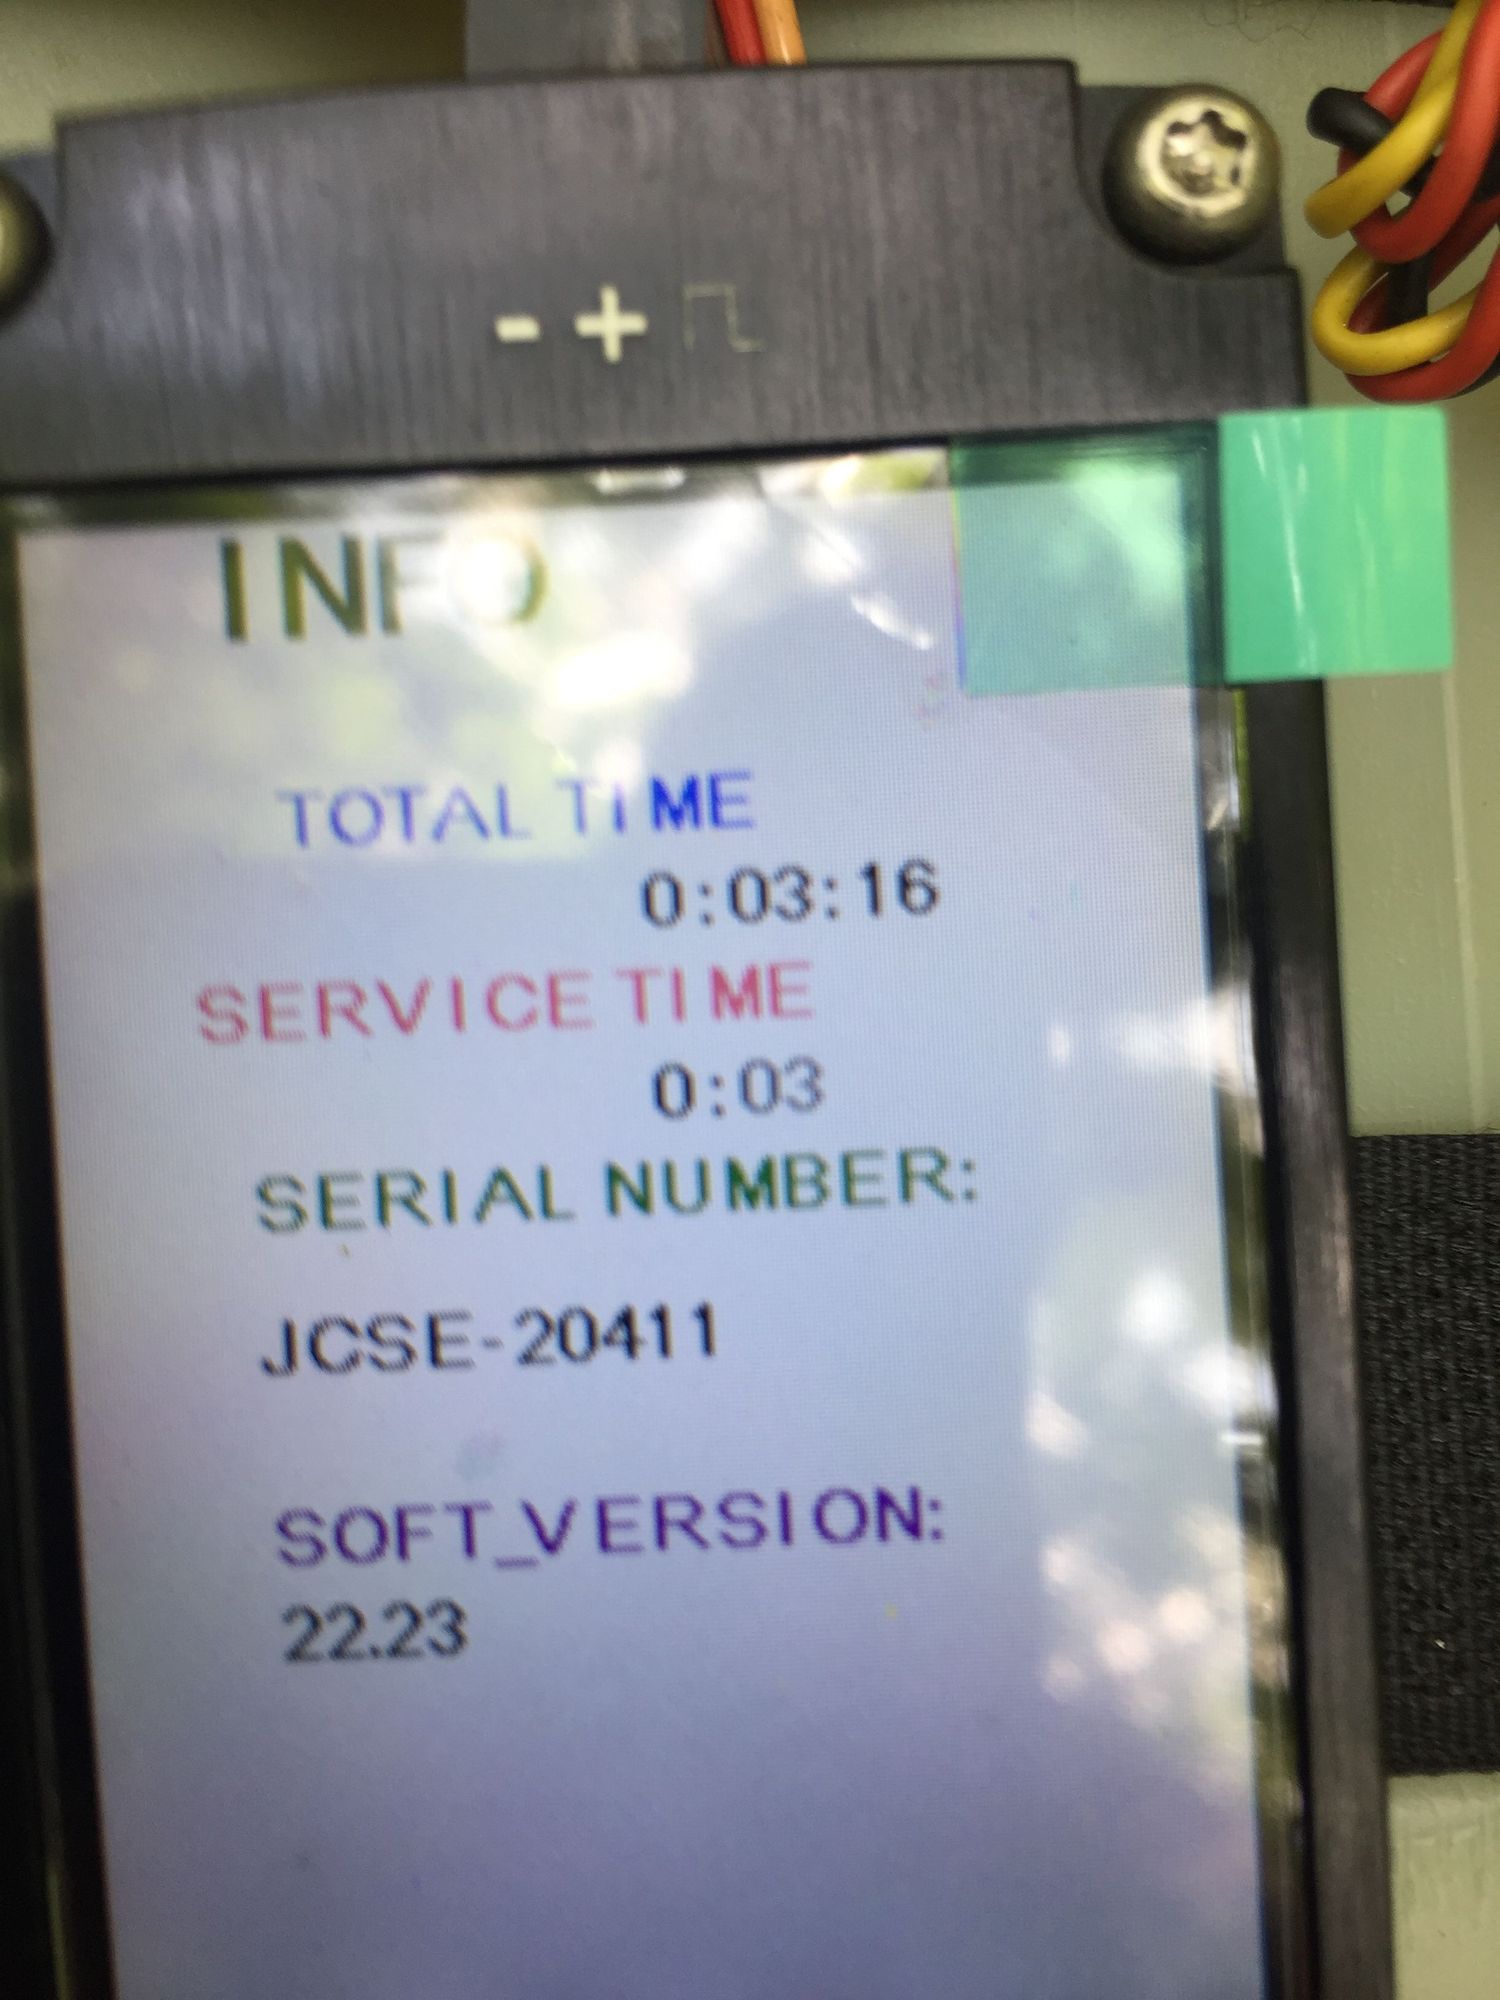 - +
INFO
TOTAL TIME
0:03:16
SERVICE TIME
0:03
SERIAL NUMBER:
JCSE-20411
SOFT_VERSION:
22.23